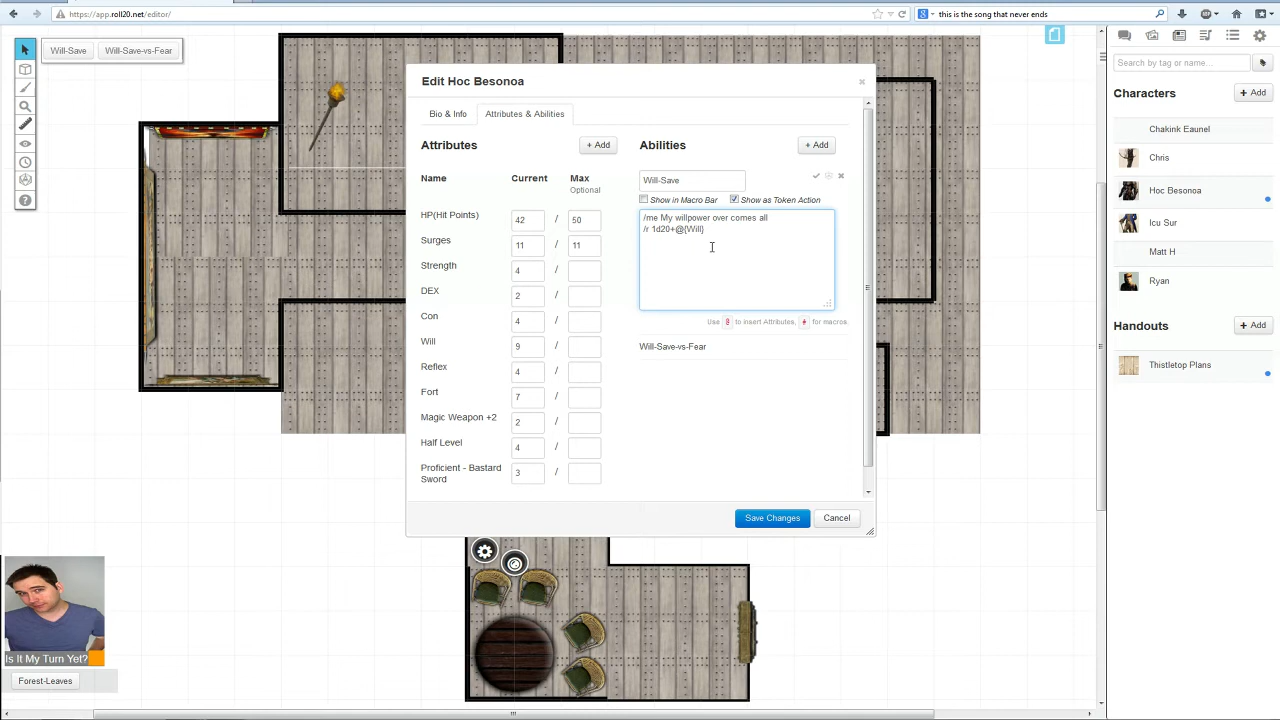 https://app.roll20.net/editor/
this is the song that never ends
Will-Save
Will-Save-vs-Fear
Edit Hoc Besonoa
Bio & Info
Attributes & Abilities
Attributes
+ Add
Name
Current
Max
Optional
HP(Hit Points)
42 / 50
Surges
11 / 11
Strength
4 /
DEX
2 /
Con
4 /
Will
9 /
Reflex
4 /
Fort
7 /
Magic Weapon +2
2 /
Half Level
4 /
Proficient - Bastard
Sword
3 /
Abilities
+ Add
Will-Save
Show in Macro Bar
Show as Token Action
/me My willpower over comes all
/r 1d20+@{Will}
Use @ to insert Attributes, # for macros.
Will-Save-vs-Fear
Save Changes
Cancel
Search by tag or name...
Characters
+ Add
Chakink Eaunel
Chris
Hoc Besonoa
Icu Sur
Matt H
Ryan
Handouts
+ Add
Thistletop Plans
Is It My Turn Yet?
Forest-Leaves